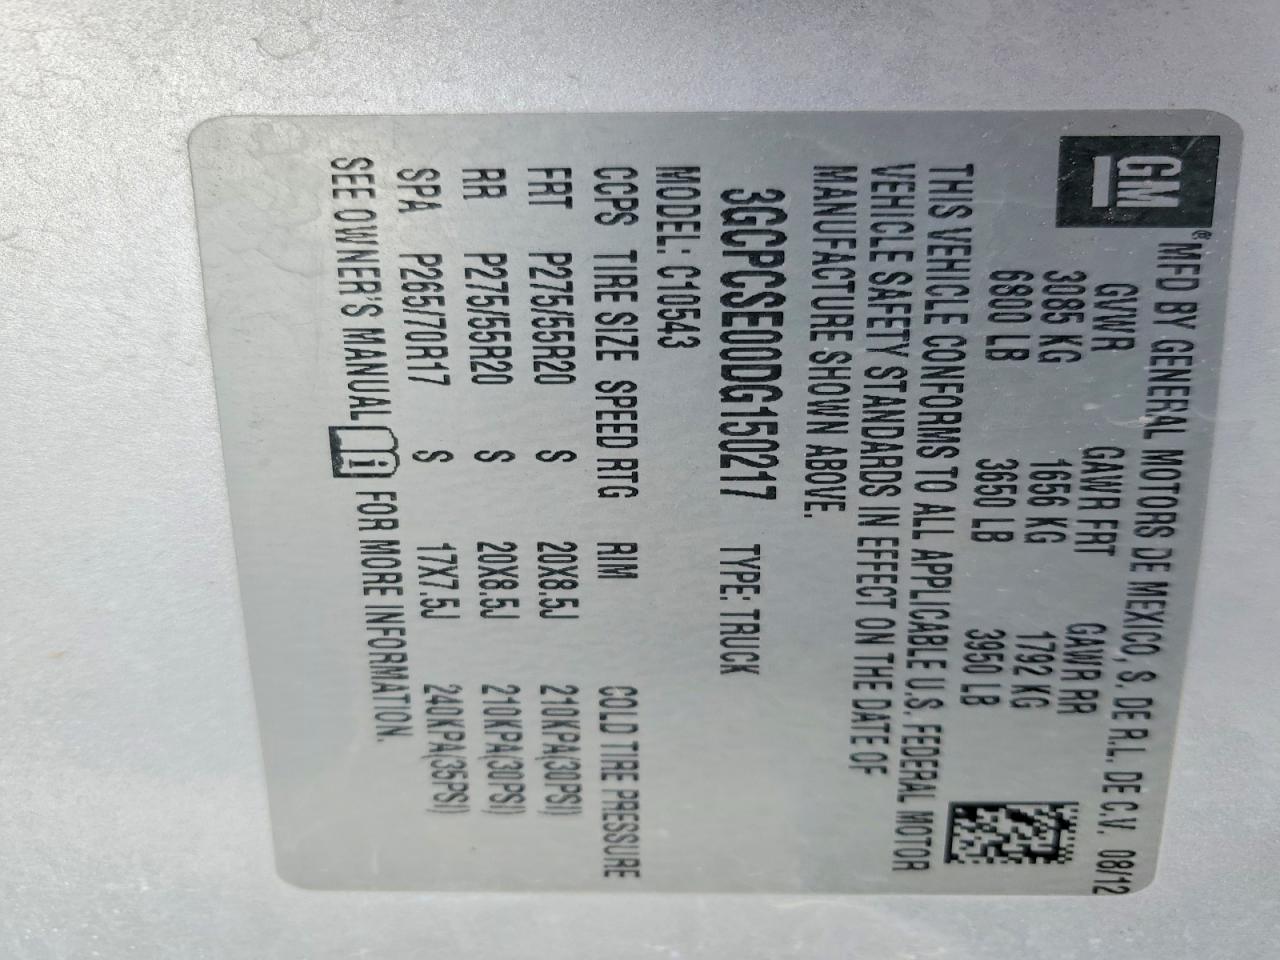 GM
® MFD BY GENERAL MOTORS DE MEXICO, S. DE R.L. DE C.V. 08/12
GVWR GAWR FRT GAWR RR
3085 KG 1656 KG 1792 KG
6800 LB 3650 LB 3950 LB
THIS VEHICLE CONFORMS TO ALL APPLICABLE U.S. FEDERAL MOTOR
VEHICLE SAFETY STANDARDS IN EFFECT ON THE DATE OF
MANUFACTURE SHOWN ABOVE.
3GCPCSE00DG150217 TYPE: TRUCK
MODEL: C10543
CCPS TIRE SIZE SPEED RTG RIM COLD TIRE PRESSURE
FRT P275/55R20 S 20X8.5J 210KPA(30PSI)
RR P275/55R20 S 20X8.5J 210KPA(30PSI)
SPA P265/70R17 S 17X7.5J 240KPA(35PSI)
SEE OWNER'S MANUAL i FOR MORE INFORMATION.